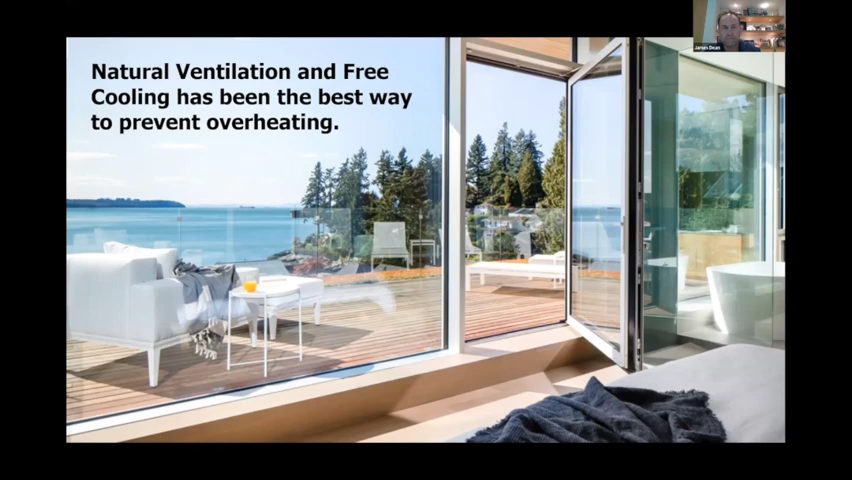 James Dean
Natural Ventilation and Free
Cooling has been the best way
to prevent overheating.